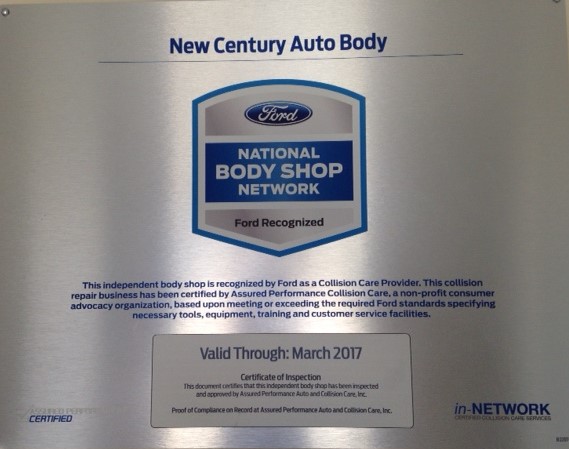 New Century Auto Body
Ford
NATIONAL
BODY SHOP
NETWORK
Ford Recognized
This independent body shop is recognized by Ford as a Collision Care Provider. This collision
repair business has been certified by Assured Performance Collision Care, a non-profit consumer
advocacy organization, based upon meeting or exceeding the required Ford standards specifying
necessary tools, equipment, training and customer service facilities.
Valid Through: March 2017
Certificate of Inspection
This document certifies that this independent body shop has been inspected
and approved by Assured Performance Auto and Collision Care, Inc.
Proof of Compliance on Record at Assured Performance Auto and Collision Care, Inc.
CERTIFIED
in-NETWORK
CERTIFIED COLLISION CARE SERVICES